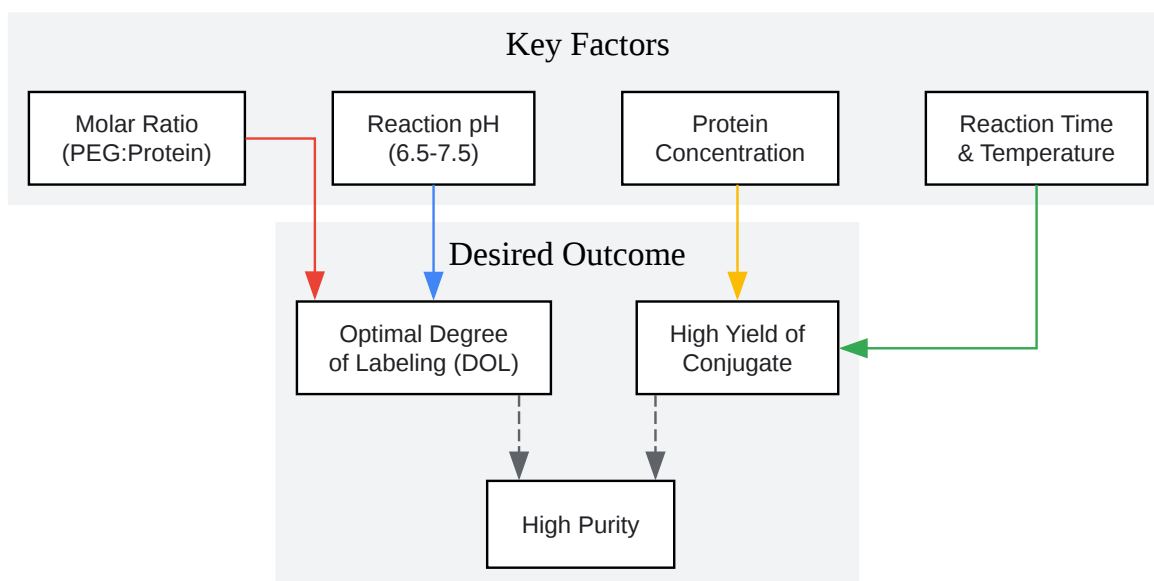 Key Factors
Molar Ratio
(PEG:Protein)
Reaction pH
(6.5-7.5)
Protein
Concentration
Reaction Time
& Temperature
Desired Outcome
Optimal Degree
of Labeling (DOL)
High Yield of
Conjugate
High Purity